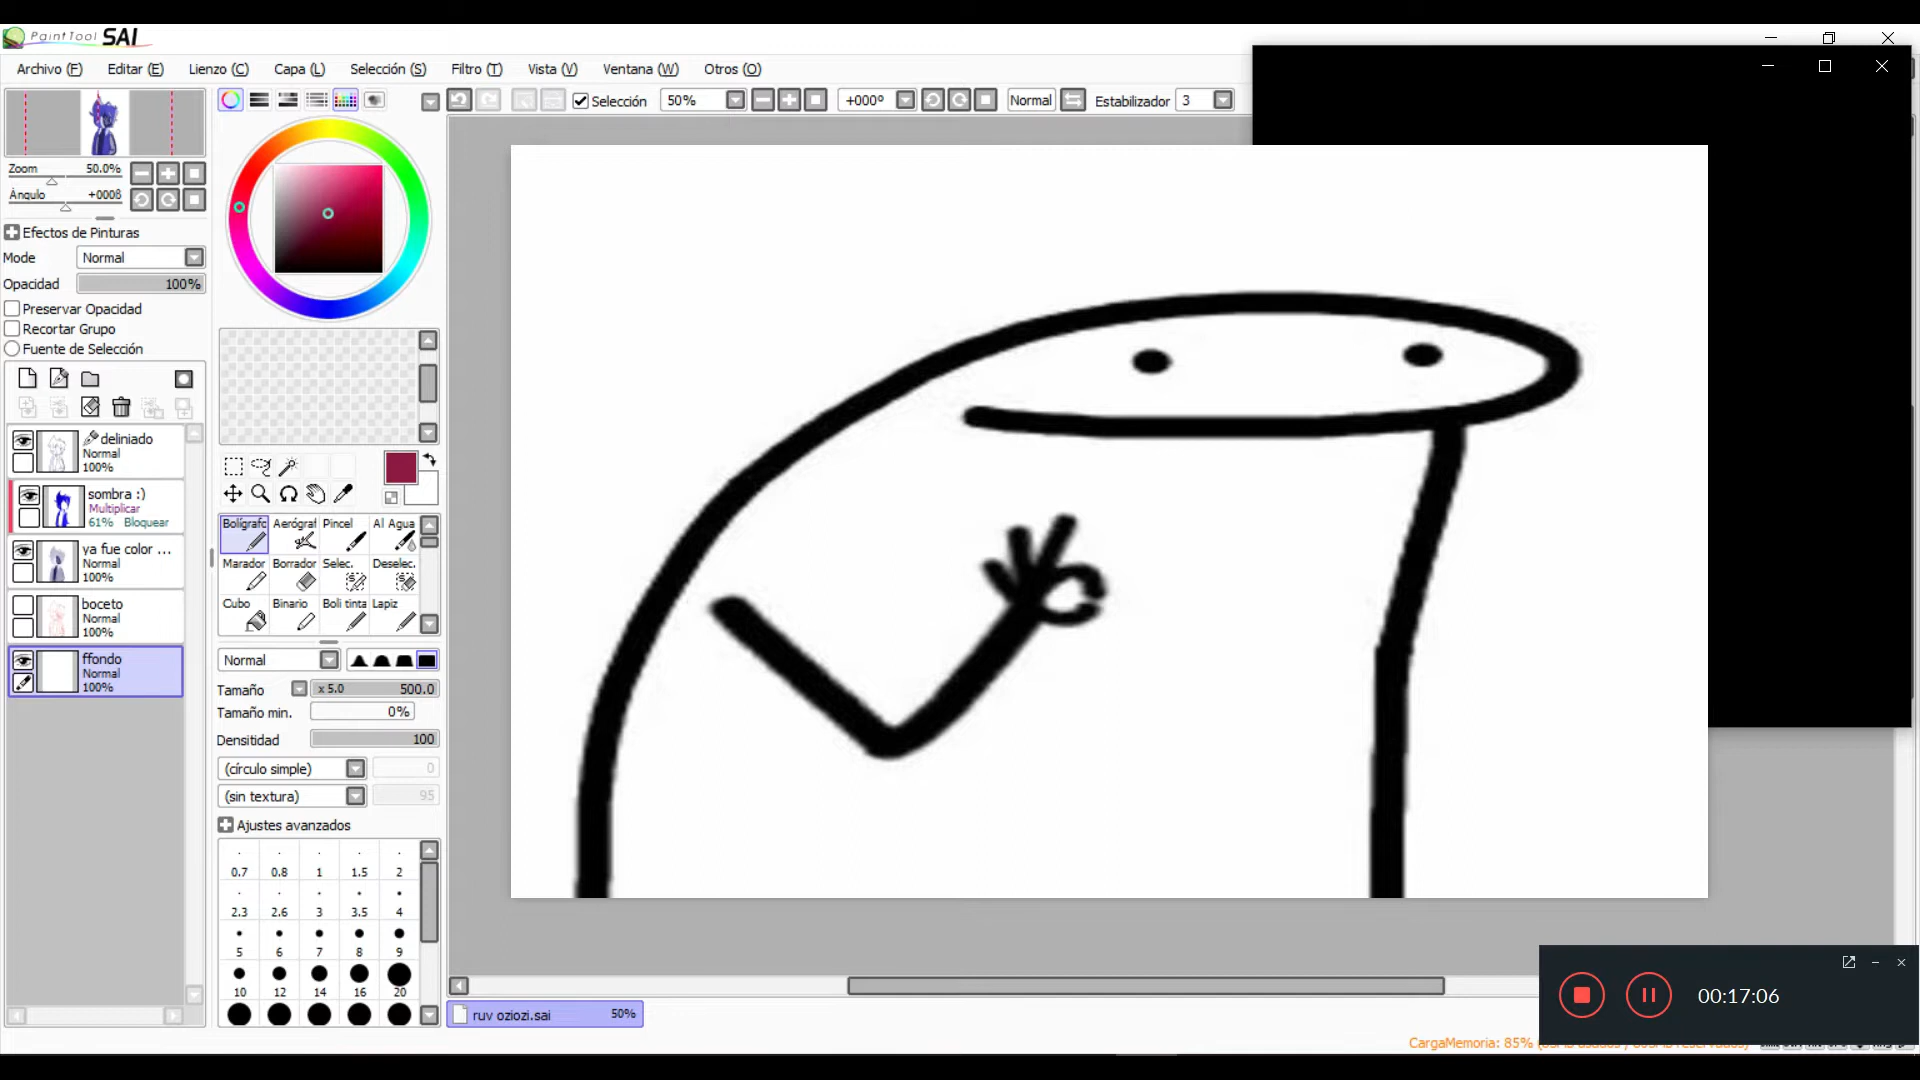 PaintTool SAI
Archivo (F) Editar (E) Lienzo (C) Capa (L) Selección (S) Filtro (T) Vista (V) Ventana (W) Otros (O)
Selección 50% +000º Normal Estabilizador 3
Zoom 50.0%
Ángulo +000ß
Efectos de Pinturas
Mode Normal
Opacidad 100%
Preservar Opacidad
Recortar Grupo
Fuente de Selección
deliniado
Normal
100%
sombra :)
Multiplicar
61% Bloquear
ya fue color ...
Normal
100%
boceto
Normal
100%
ffondo
Normal
100%
Bolígrafo Aerógraf Pincel Al Agua
Marador Borrador Selec. Deselec.
Cubo Binario Boli tinta Lapiz
Normal
Tamaño x 5.0 500.0
Tamaño min. 0%
Densitidad 100
(círculo simple) 0
(sin textura) 95
Ajustes avanzados
0.7 0.8 1 1.5 2
2.3 2.6 3 3.5 4
5 6 7 8 9
10 12 14 16 20
ruv oziozi.sai 50%
00:17:06
CargaMemoria: 85%